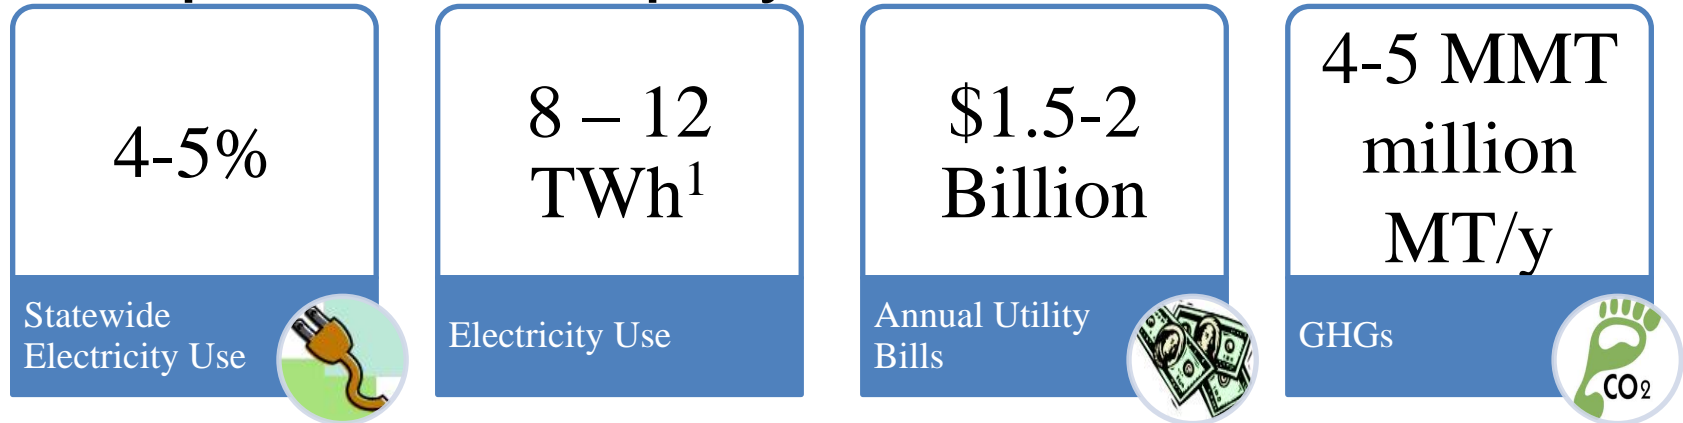 4-5%
Statewide
Electricity Use
8 – 12
TWh¹
Electricity Use
$1.5-2
Billion
Annual Utility
Bills
4-5 MMT
million
MT/y
GHGs
CO₂